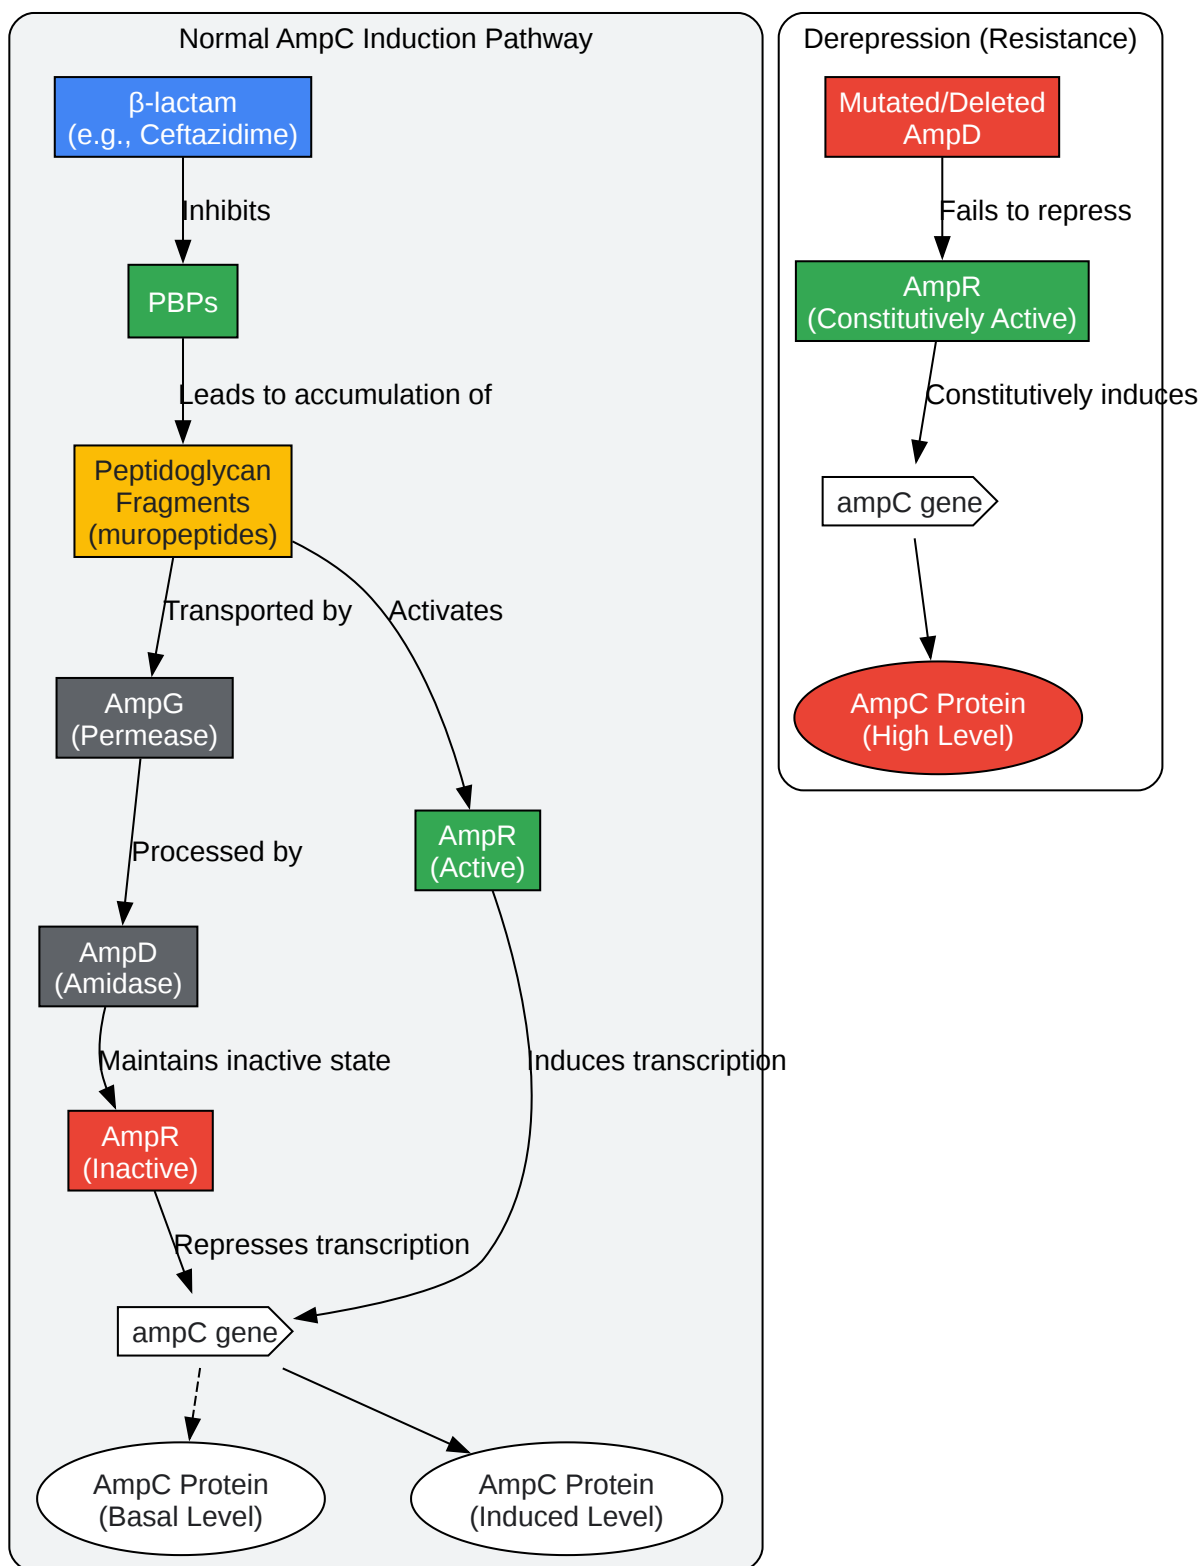 Normal AmpC Induction Pathway
β-lactam
(e.g., Ceftazidime)
Inhibits
PBPs
Leads to accumulation of
Peptidoglycan
Fragments
(muropeptides)
Transported by
Activates
AmpG
(Permease)
Processed by
AmpR
(Active)
AmpD
(Amidase)
Maintains inactive state
Induces transcription
AmpR
(Inactive)
Represses transcription
ampC gene
AmpC Protein
(Basal Level)
AmpC Protein
(Induced Level)
Derepression (Resistance)
Mutated/Deleted
AmpD
Fails to repress
AmpR
(Constitutively Active)
Constitutively induces
ampC gene
AmpC Protein
(High Level)